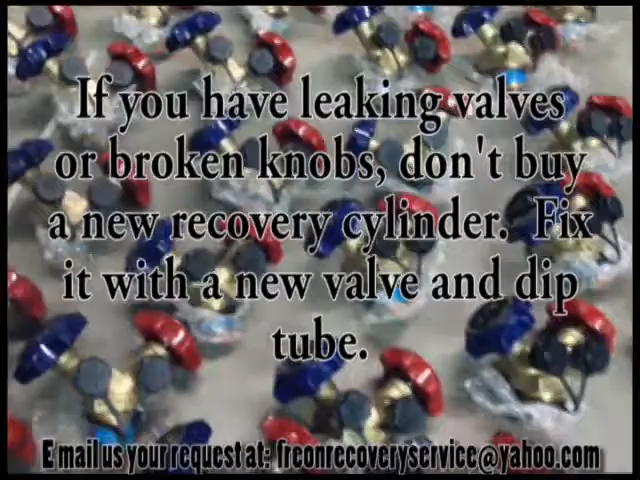 If you have leaking valves
or broken knobs, don't buy
a new recovery cylinder.  Fix
it with a new valve and dip
tube.
Email us your request at: freonrecoveryservice@yahoo.com